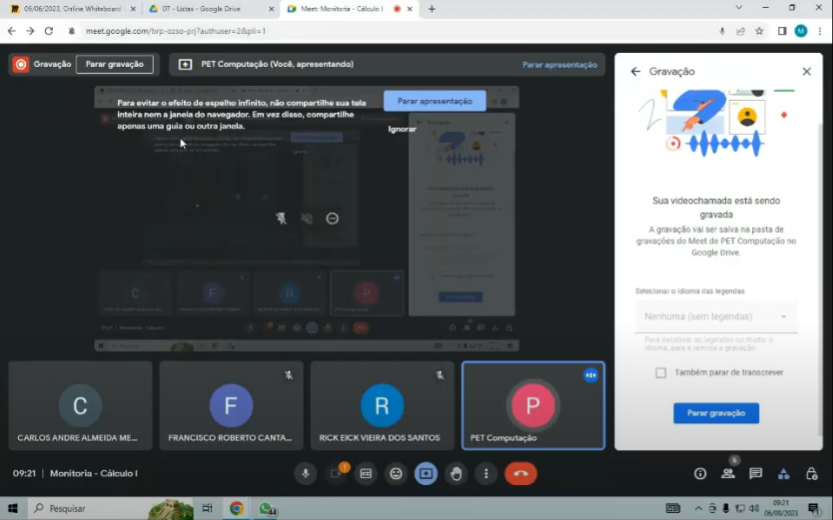 06/06/2023, Online Whiteboard
07 - Listas - Google Drive
Meet: Monitoria - Cálculo I
meet.google.com/brp-ozso-prj?authuser=2&pli=1
M
Gravação
Parar gravação
PET Computação (Você, apresentando)
Parar apresentação
Para evitar o efeito de espelho infinito, não compartilhe sua tela
inteira nem a janela do navegador. Em vez disso, compartilhe
apenas uma guia ou outra janela.
Parar apresentação
Ignorar
C
F
R
P
C
CARLOS ANDRE ALMEIDA ME...
F
FRANCISCO ROBERTO CANTA...
R
RICK EICK VIEIRA DOS SANTOS
P
PET Computação
Gravação
Sua videochamada está sendo
gravada
A gravação vai ser salva na pasta de
gravações do Meet de PET Computação no
Google Drive.
Selecionar o idioma das legendas
Nenhuma (sem legendas)
Para desativar as legendas ou mudar o
idioma, pare e reinicie a gravação.
Também parar de transcrever
Parar gravação
09:21 | Monitoria - Cálculo I
Pesquisar
09:21
06/06/2023